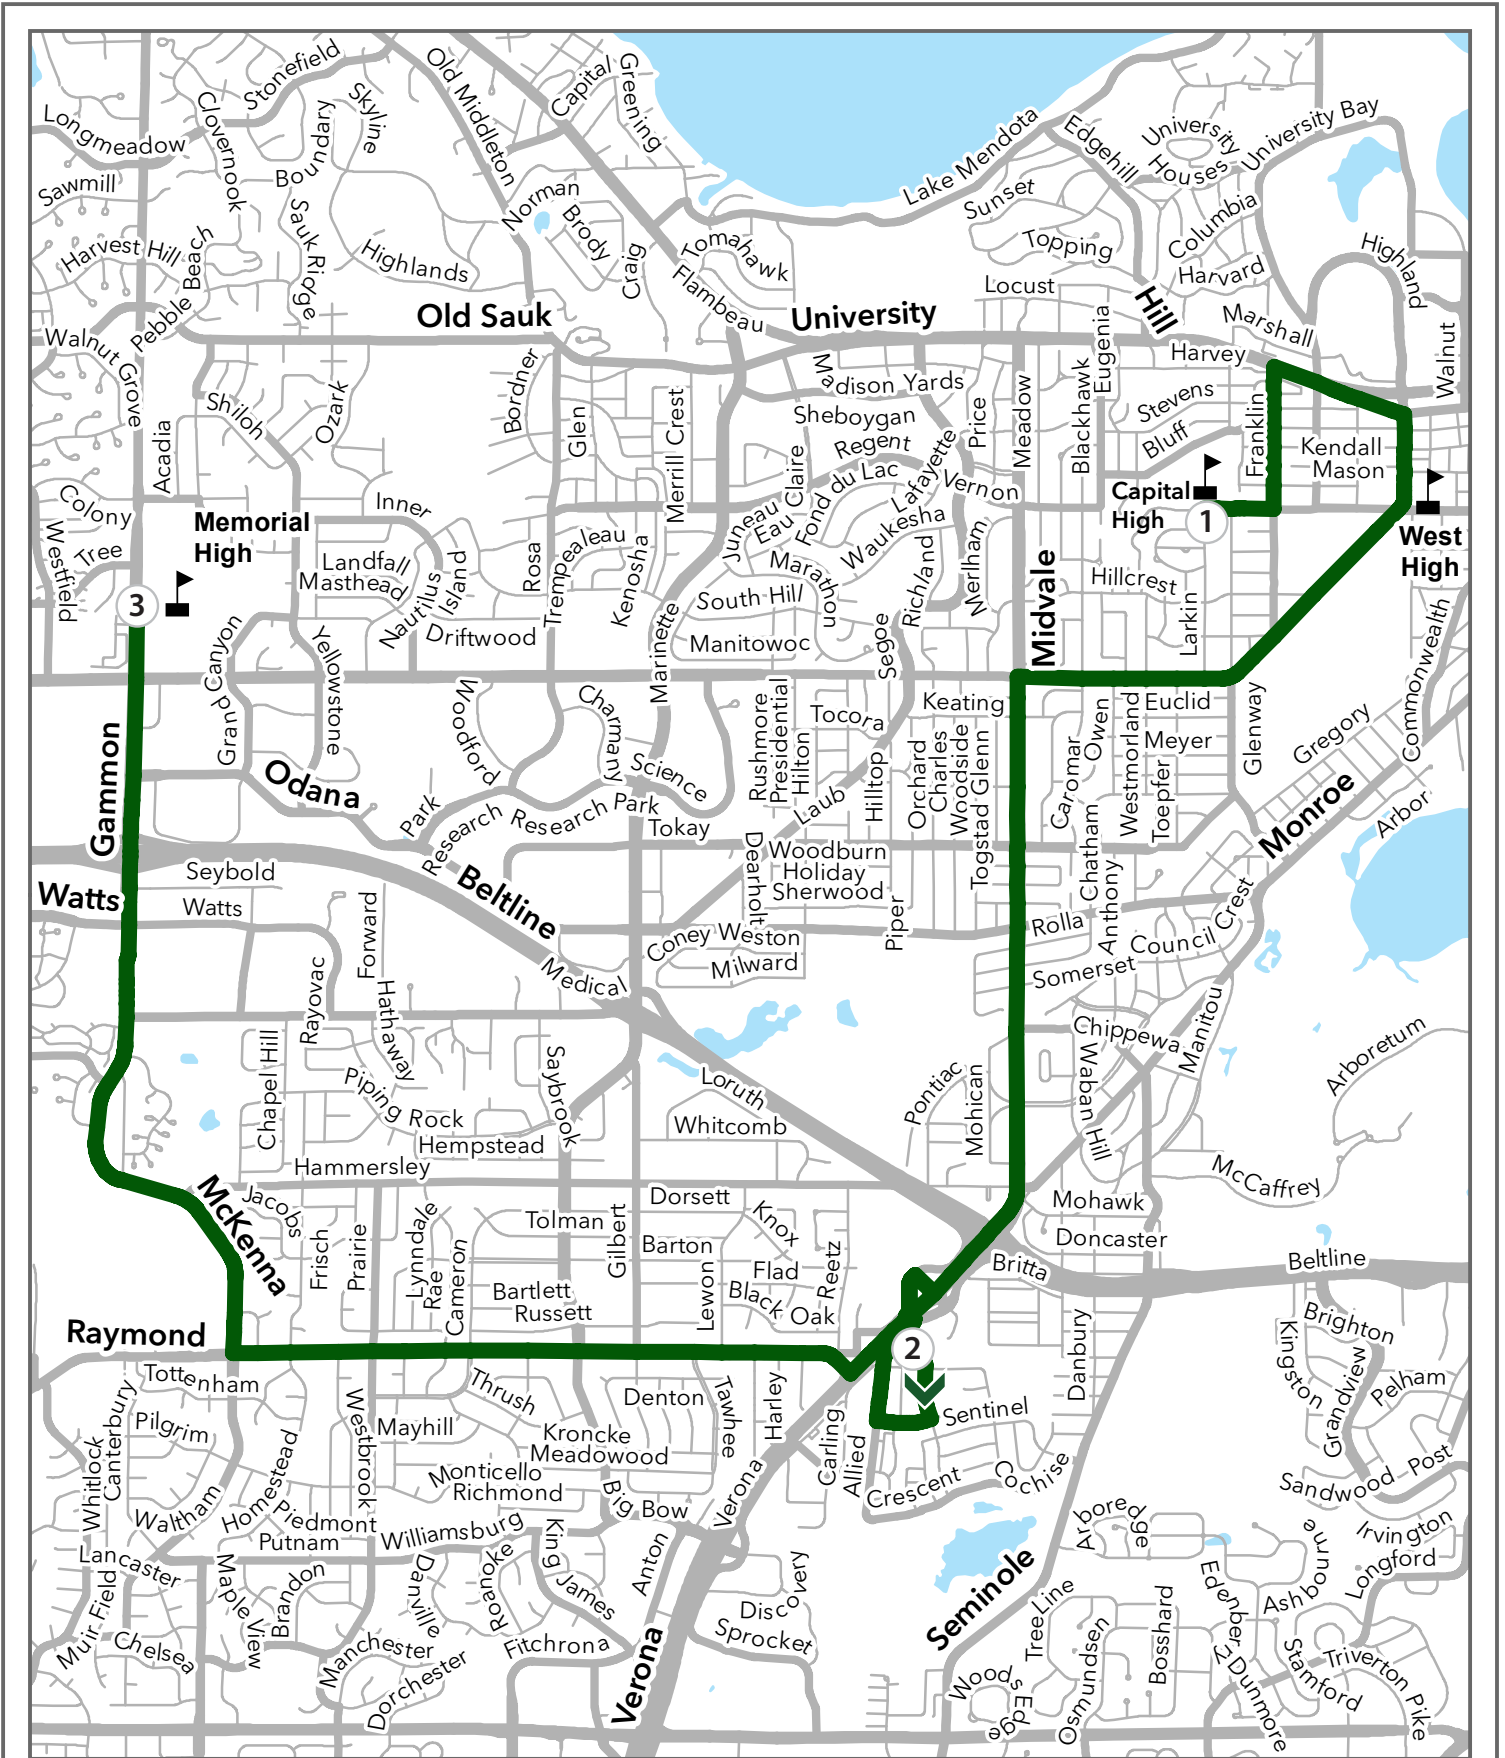 Stonefield
Old Middleton
Capital
Greening
Longmeadow
Clovernook
Boundary
Skyline
Sawmill
Sauk Ridge
Norman
Brody
Craig
Lake Mendota
Edgehill
University
Houses
University Bay
Sunset
Columbia
Topping
Harvard
Highland
Harvest Hill
Pebble Beach
Highlands
Tomahawk
Flambeau
Locust
Hill
Marshall
Walnut Grove
Old Sauk
University
Eugenia
Harvey
Walnut
Shiloh
Ozark
Acadia
Bordner
Glen
Merrill Crest
Madison Yards
Sheboygan
Regent
Price
Meadow
Blackhawk
Stevens
Bluff
Franklin
Kendall
Mason
Colony
Inner
Memorial
High
Juneau
Eau Claire
Fond du Lac
Lafayette
Vernon
Waukesha
Capital
High
1
West
High
Westfield
Tree
Landfall
Masthead
Nautilus
Island
Driftwood
Rosa
Trempealeau
Kenosha
Marathon
South Hill
Manitowoc
Richland
Merlham
Midvale
Hillcrest
Larkin
3
Grand Canyon
Yellowstone
Marinette
Segoe
Commonwealth
Gammon
Odana
Woodford
Charmany
Science
Rushmore
Presidential
Hilton
Tocora
Keating
Orchard
Charles
Woodside
Togstad Glenn
Owen
Caromar
Westmorland
Euclid
Meyer
Toepfer
Glenway
Gregory
Monroe
Arbor
Park
Research
Research Park
Tokay
Laub
Hilltop
Chatham
Anthony
Seybold
Beltline
Dearholt
Woodburn
Holiday
Sherwood
Piper
Watts
Watts
Forward
Coney Weston
Milward
Rolla
Council Crest
Somerset
Rayovac
Hathaway
Medical
Manitou
Chippewa
Waban Hill
Arboretum
Chapel Hill
Piping Rock
Saybrook
Loruth
Whitcomb
Pontiac
Mohican
Hempstead
Hammersley
McCaffrey
McKenna
Jacobs
Frisch
Prairie
Lynndale
Rae
Cameron
Tolman
Gilbert
Dorsett
Knox
Barton
Flad
Reetz
Mohawk
Doncaster
Britta
Beltline
Bartlett
Russett
Lewon
Black Oak
Raymond
2
Danbury
Brighton
Kingston
Grandview
Pelham
Tottenham
Pilgrim
Canterbury
Whitlock
Westbrook
Mayhill
Thrush
Denton
Tawhee
Harley
Carling
Allied
Sentinel
Kroncke
Meadowood
Crescent
Cochise
Homestead
Waltham
Monticello
Richmond
Big Bow
Verona
Sandwood
Post
Piedmont
Putnam
Williamsburg
Arboredge
Irvington
Longford
Ashbourne
Lancaster
Muir Field
Maple View
Brandon
Danville
Roanoke
King James
Anton
Discovery
Sprocket
Seminole
Tree Line
Edenberry
Chelsea
Manchester
Dorchester
Fitchrona
Verona
Woods Edge
Osmundsen
Bosshard
Dunmore
Stamford
Triverton Pike